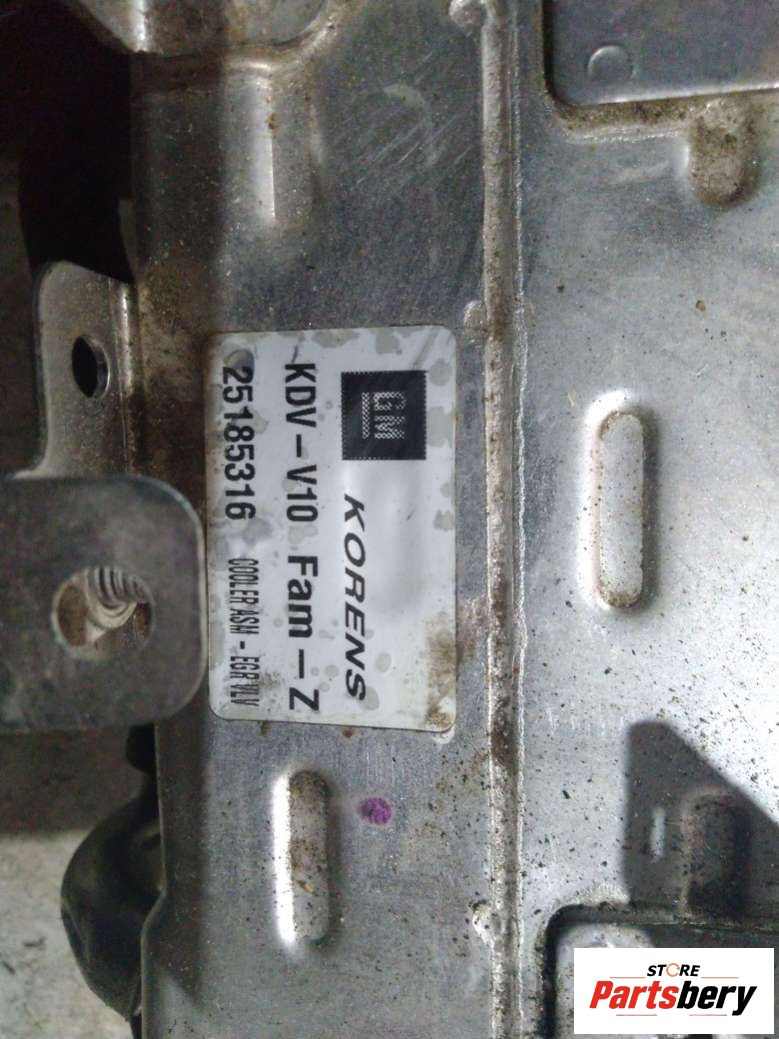 GM
KORENS
KDV-V10 Fam-Z
25185316 COOLER ASM - EGR VLV
STORE
Partsbery